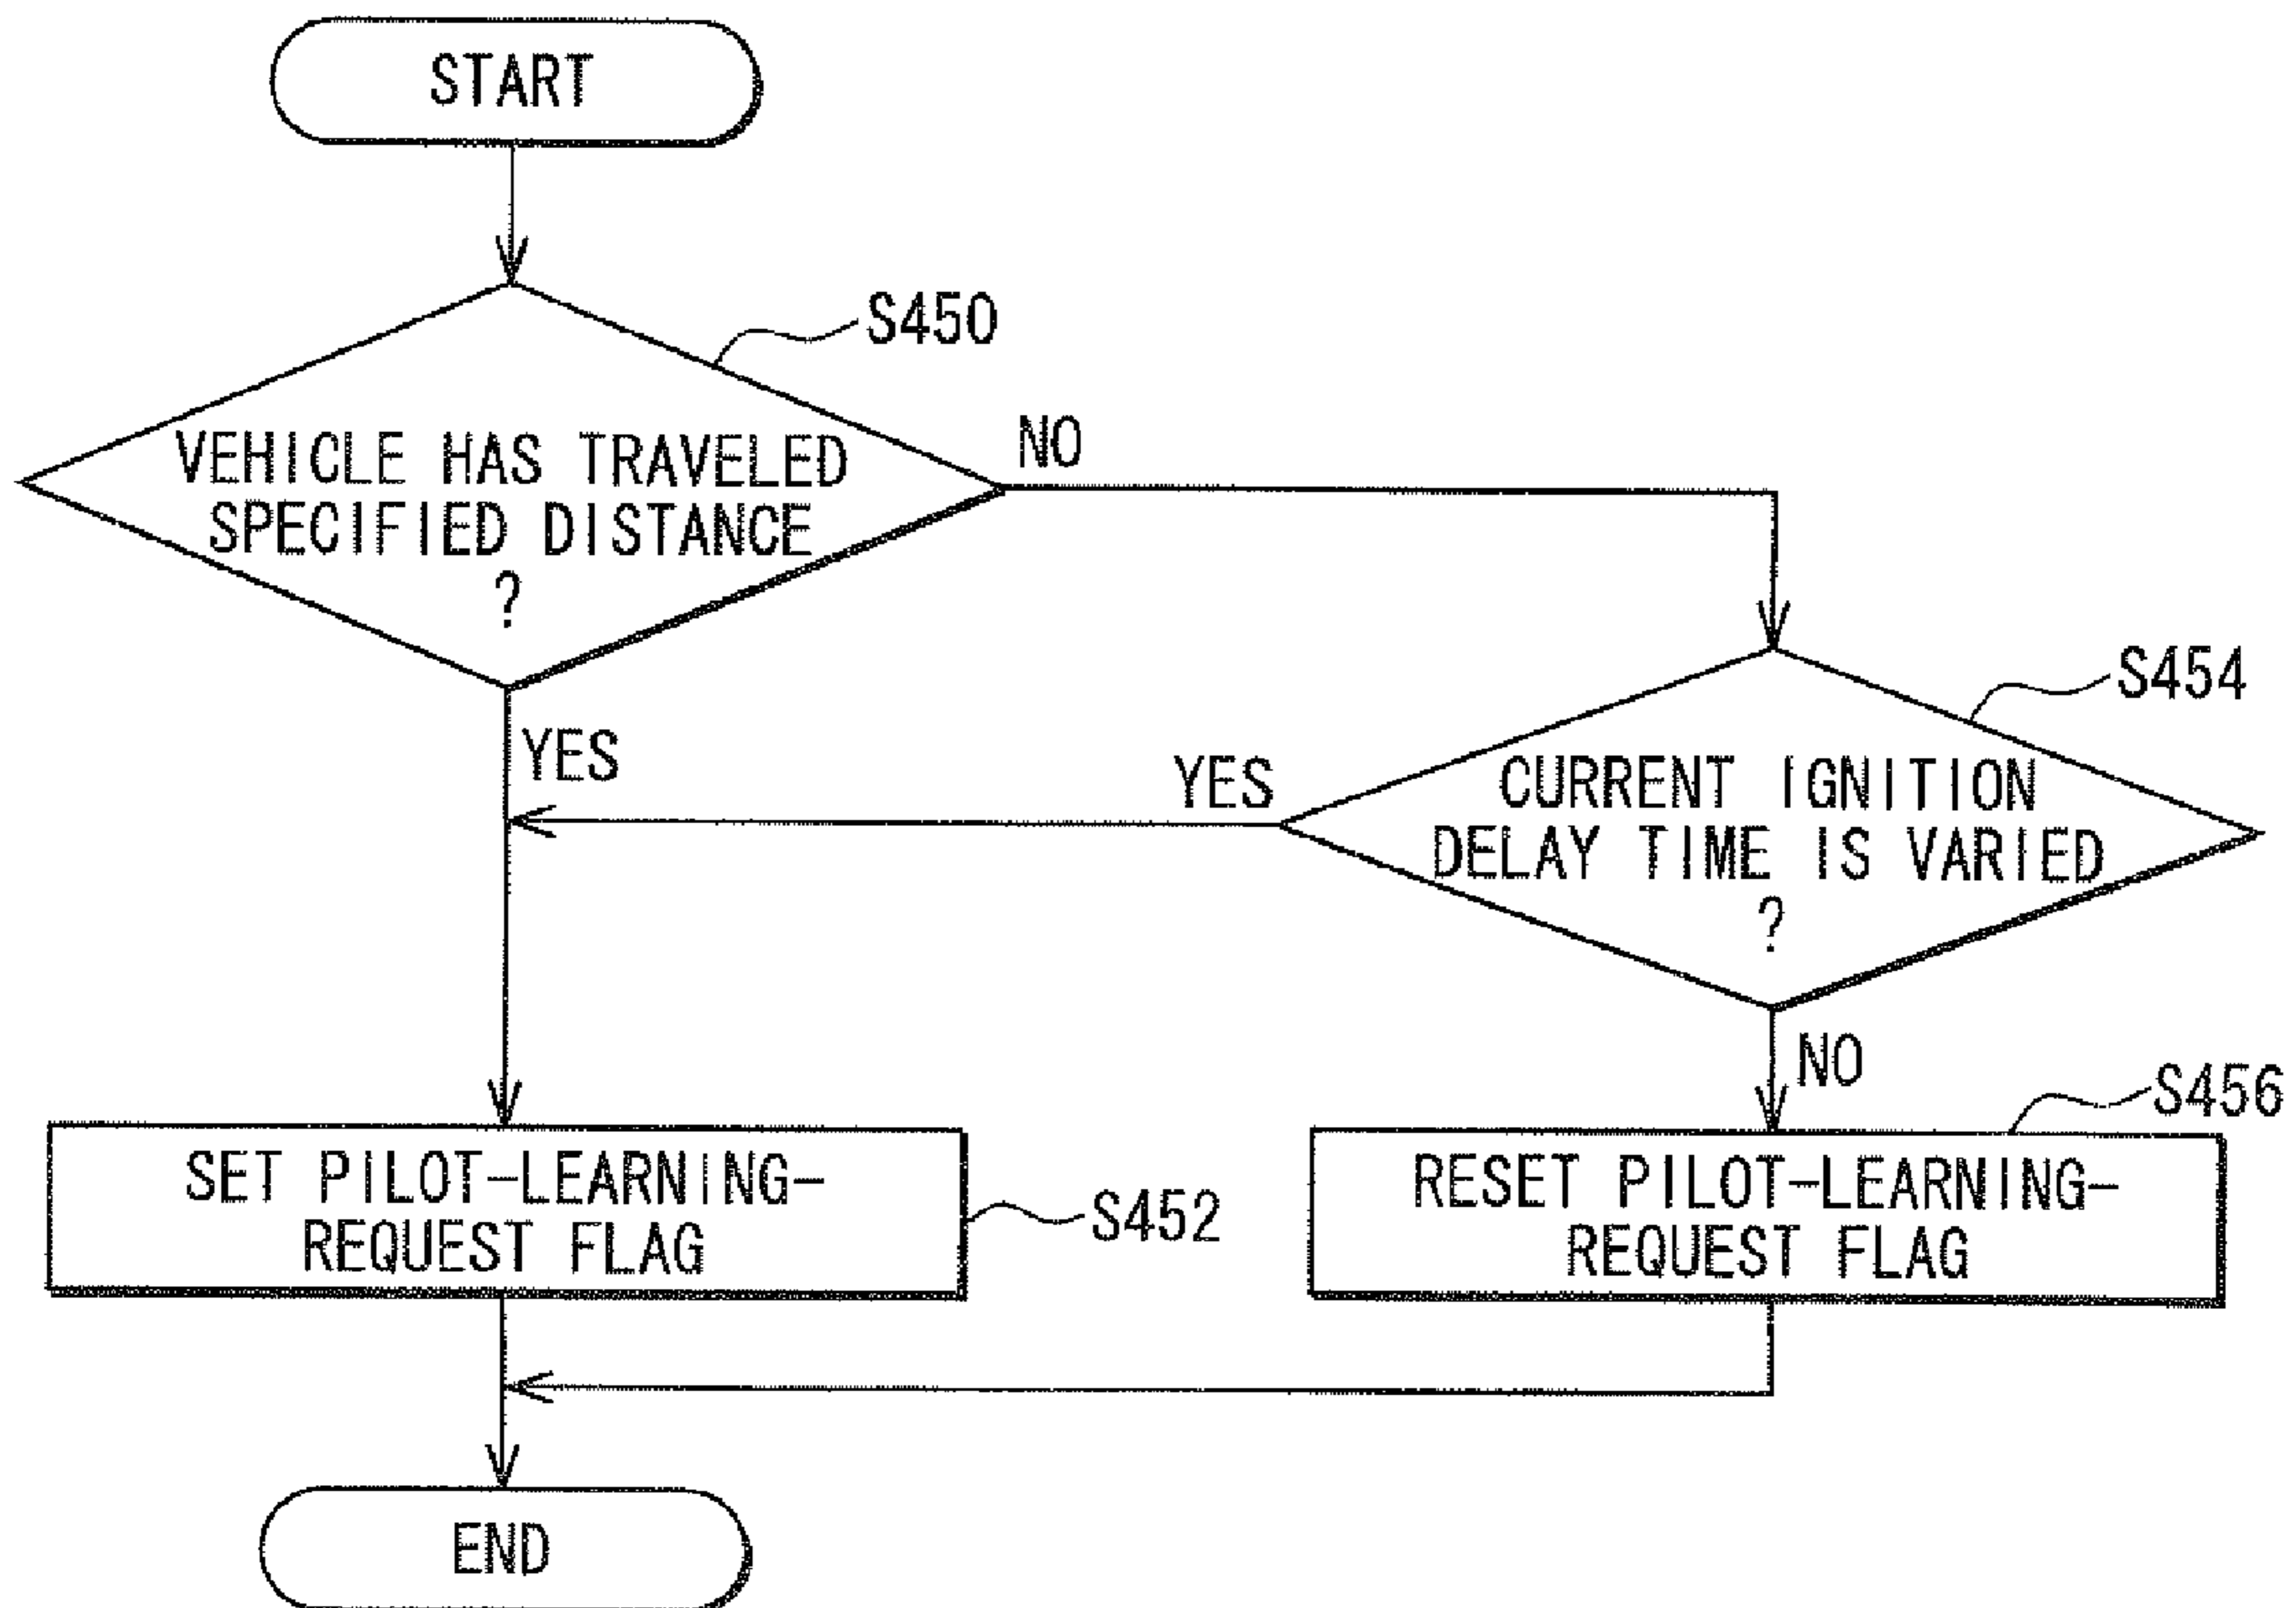 START
S450
VEHICLE HAS TRAVELED
SPECIFIED DISTANCE
?
NO
YES
S454
CURRENT IGNITION
DELAY TIME IS VARIED
?
YES
NO
S456
SET PILOT-LEARNING-
REQUEST FLAG
S452
RESET PILOT-LEARNING-
REQUEST FLAG
END